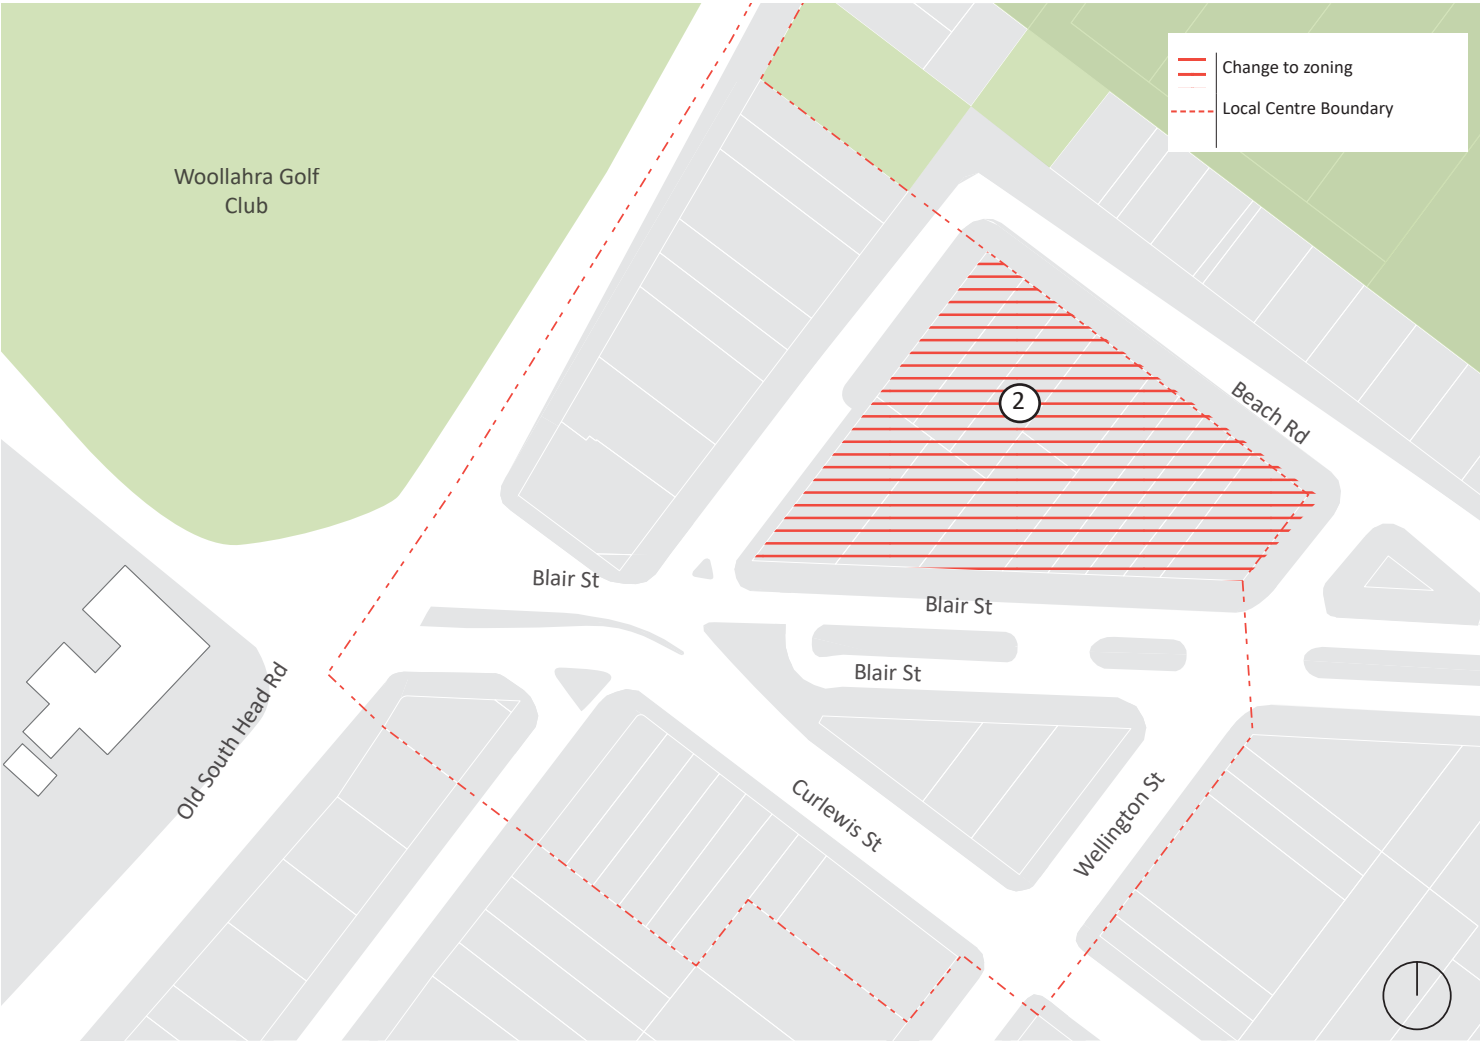 Change to zoning
Local Centre Boundary
Woollahra Golf
Club
2
Beach Rd
Blair St
Blair St
Blair St
Old South Head Rd
Curlewis St
Wellington St